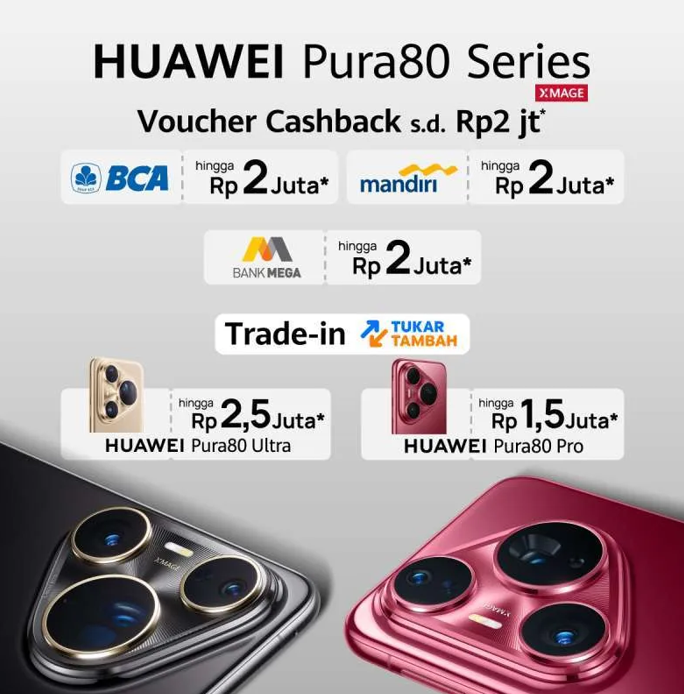 HUAWEI Pura80 Series
XMAGE
Voucher Cashback s.d. Rp2 jt*
BCA hingga Rp 2 Juta*
mandiri hingga Rp 2 Juta*
BANK MEGA hingga Rp 2 Juta*
Trade-in TUKAR TAMBAH
hingga Rp 2,5 Juta*
HUAWEI Pura80 Ultra
hingga Rp 1,5 Juta*
HUAWEI Pura80 Pro
XMAGE
XMAGE